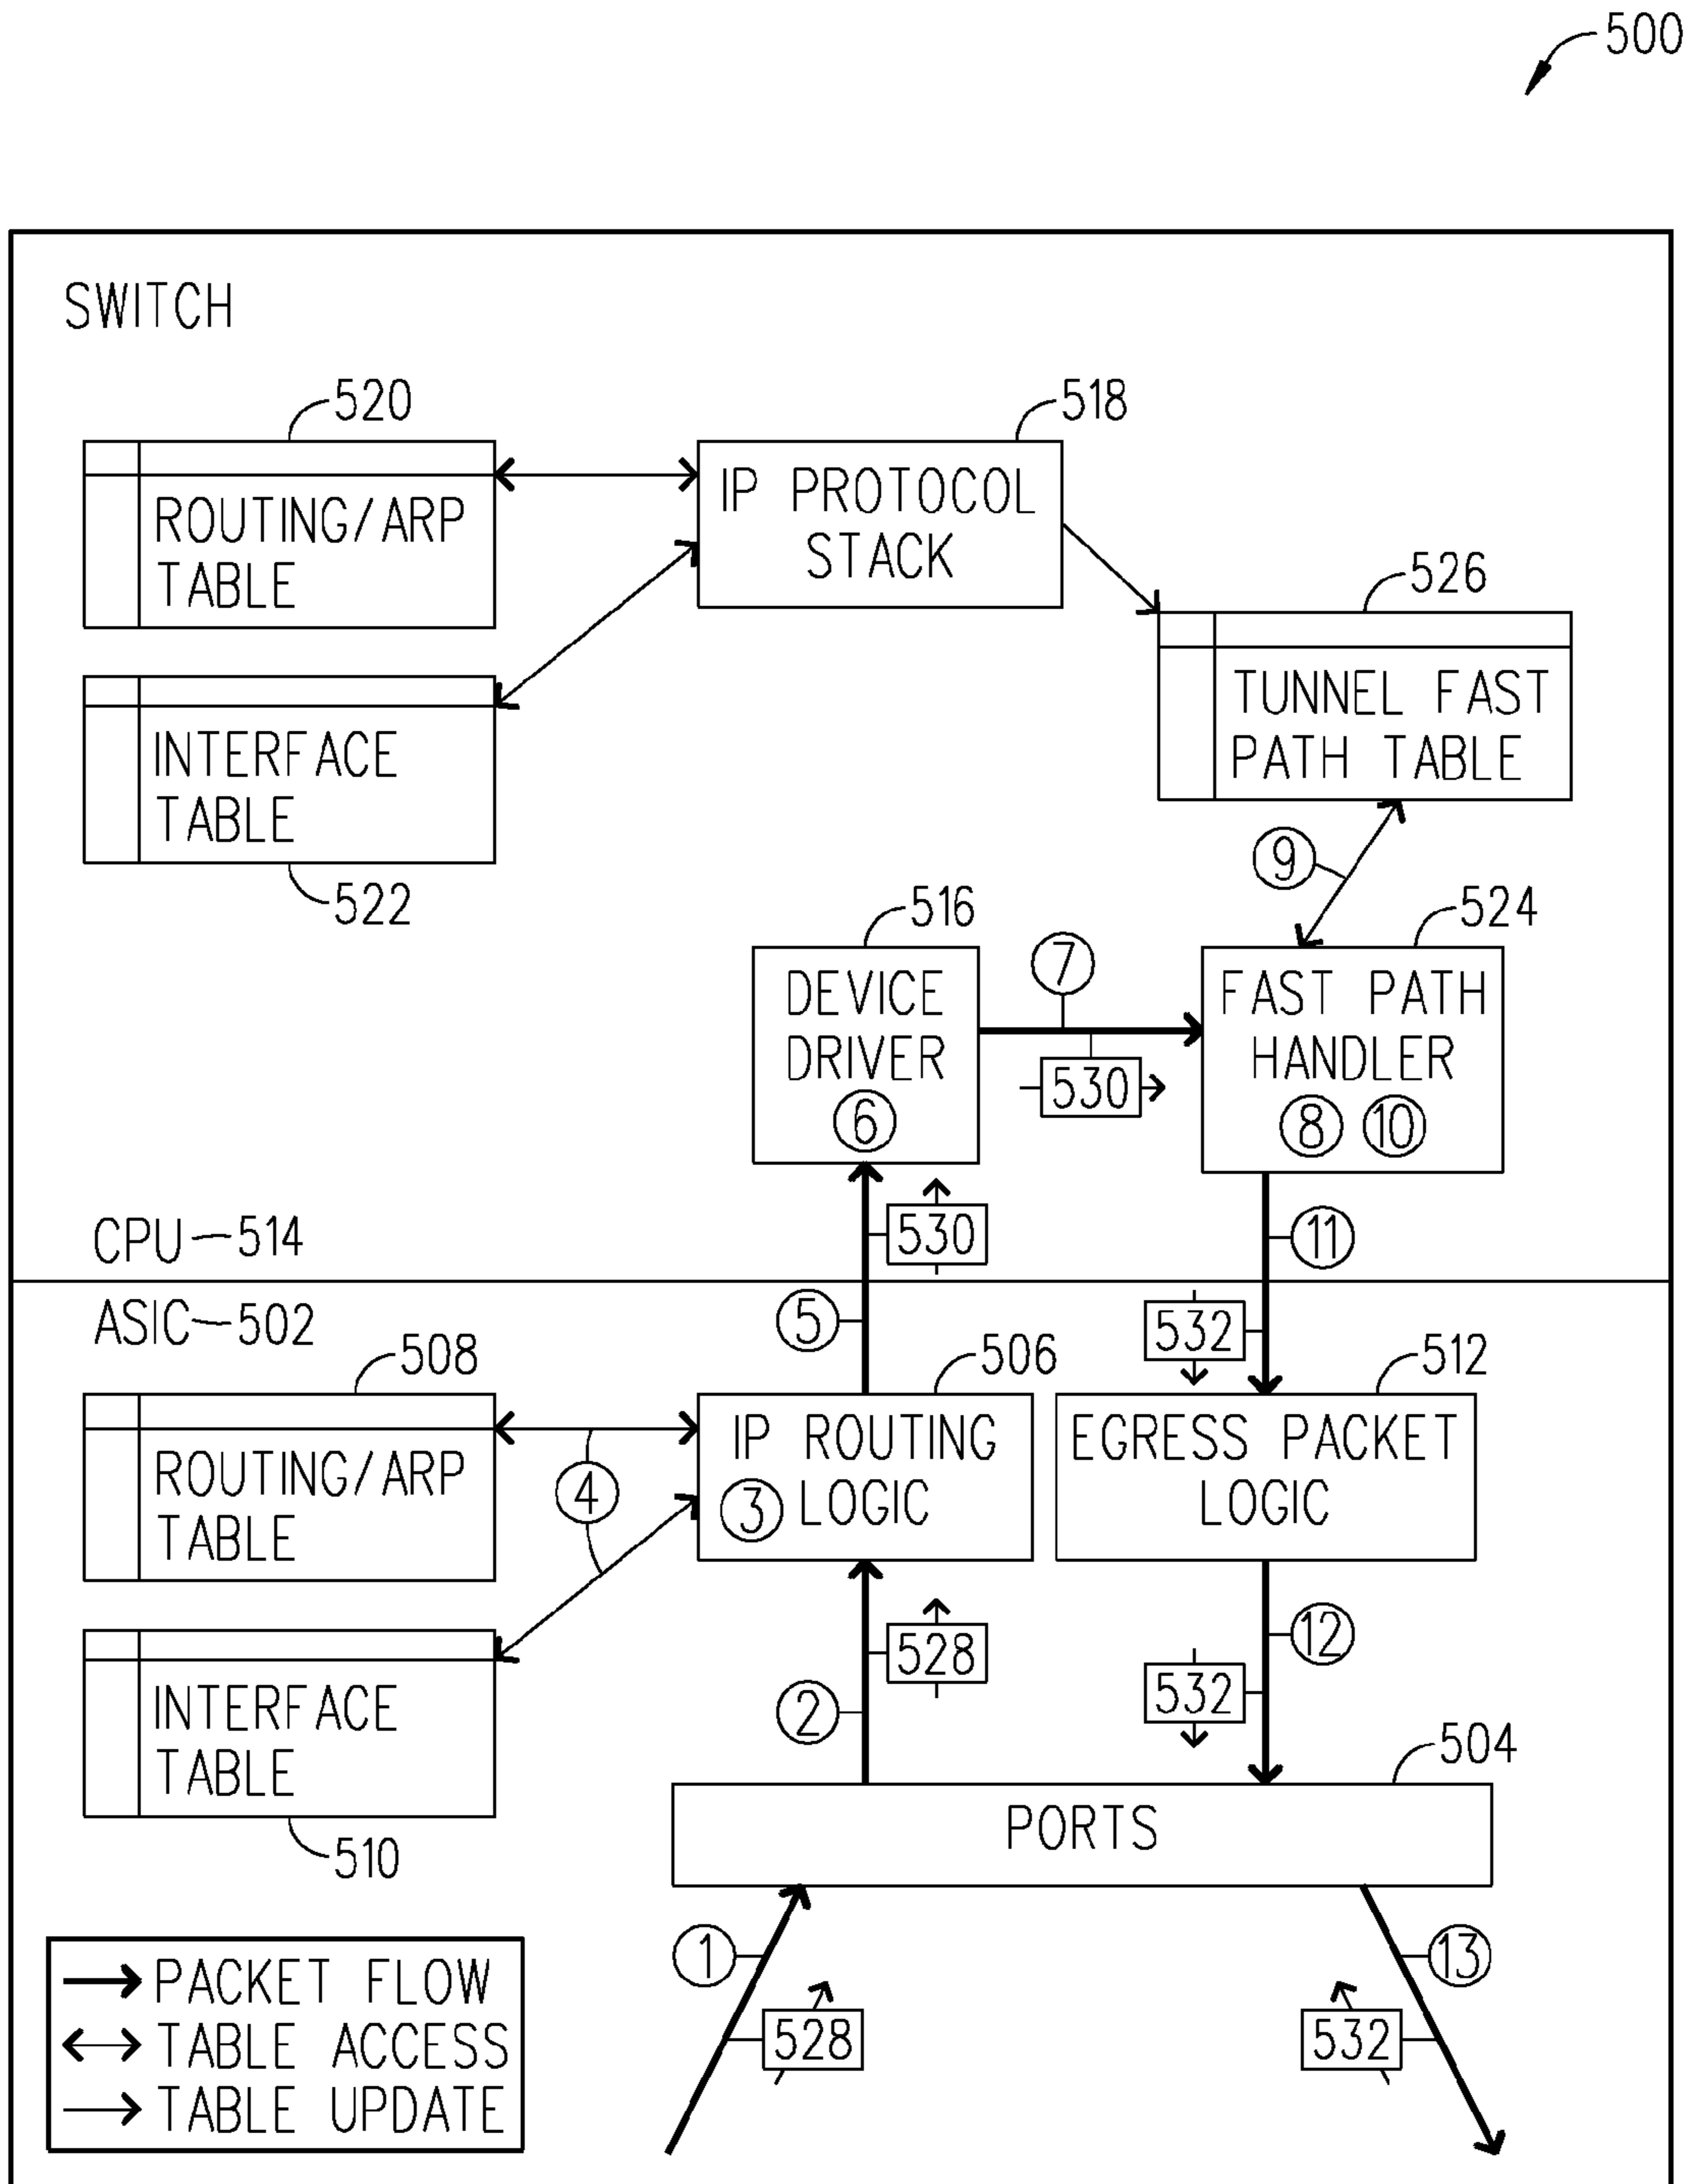 500
SWITCH
520
518
ROUTING/ARP
TABLE
IP PROTOCOL
STACK
526
INTERFACE
TABLE
TUNNEL FAST
PATH TABLE
522
9
516
524
7
DEVICE
DRIVER
6
FAST PATH
HANDLER
8 10
530
530
CPU 514
11
ASIC 502
5
532
508
506
512
ROUTING/ARP
TABLE
4
IP ROUTING
3 LOGIC
EGRESS PACKET
LOGIC
528
12
INTERFACE
TABLE
2
532
504
PORTS
510
1
13
528
532
PACKET FLOW
TABLE ACCESS
TABLE UPDATE